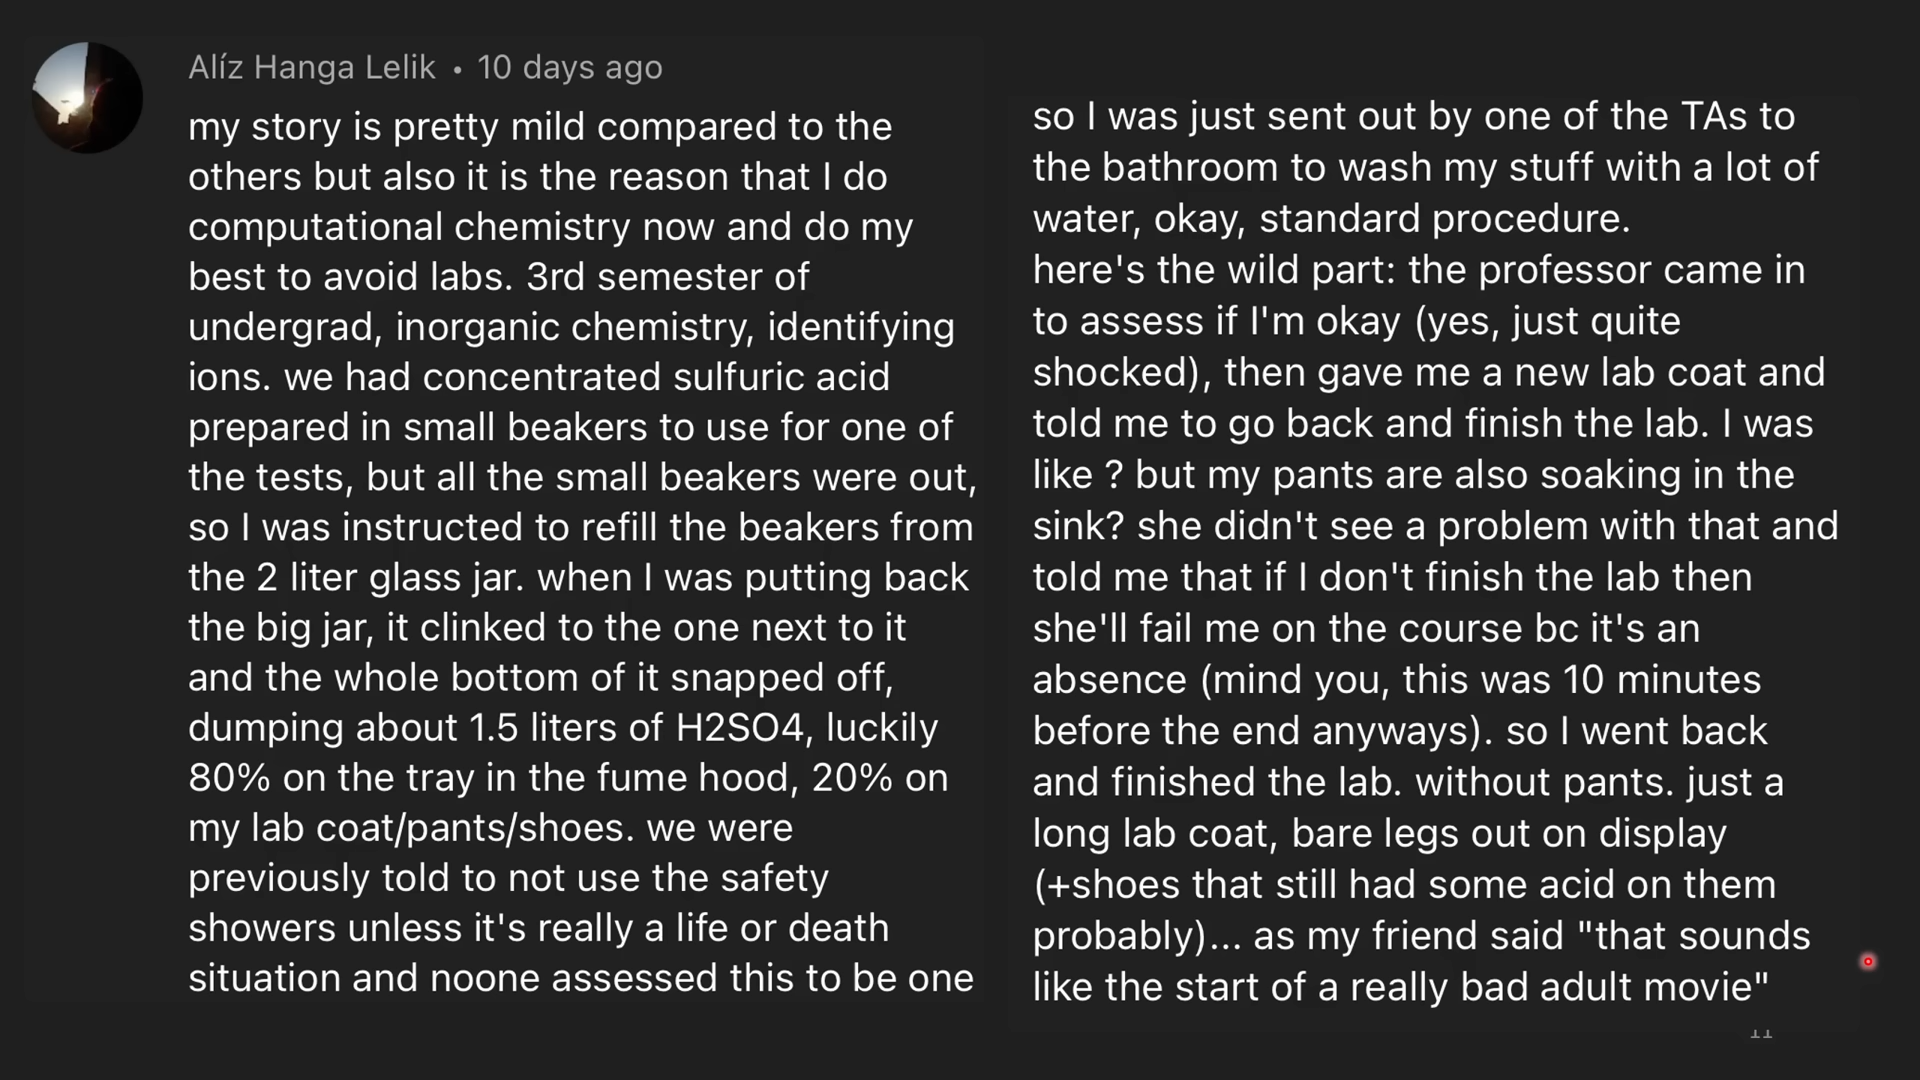 Alíz Hanga Lelik • 10 days ago
my story is pretty mild compared to the
others but also it is the reason that I do
computational chemistry now and do my
best to avoid labs. 3rd semester of
undergrad, inorganic chemistry, identifying
ions. we had concentrated sulfuric acid
prepared in small beakers to use for one of
the tests, but all the small beakers were out,
so I was instructed to refill the beakers from
the 2 liter glass jar. when I was putting back
the big jar, it clinked to the one next to it
and the whole bottom of it snapped off,
dumping about 1.5 liters of H2SO4, luckily
80% on the tray in the fume hood, 20% on
my lab coat/pants/shoes. we were
previously told to not use the safety
showers unless it's really a life or death
situation and noone assessed this to be one
so I was just sent out by one of the TAs to
the bathroom to wash my stuff with a lot of
water, okay, standard procedure.
here's the wild part: the professor came in
to assess if I'm okay (yes, just quite
shocked), then gave me a new lab coat and
told me to go back and finish the lab. I was
like ? but my pants are also soaking in the
sink? she didn't see a problem with that and
told me that if I don't finish the lab then
she'll fail me on the course bc it's an
absence (mind you, this was 10 minutes
before the end anyways). so I went back
and finished the lab. without pants. just a
long lab coat, bare legs out on display
(+shoes that still had some acid on them
probably)... as my friend said "that sounds
like the start of a really bad adult movie"